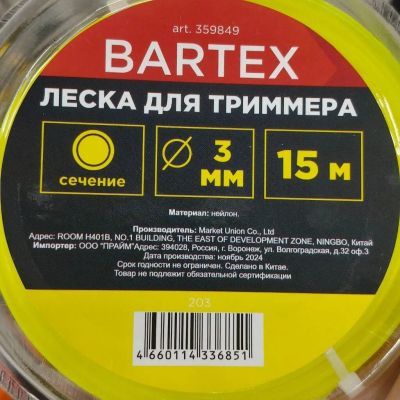 art. 359849
BARTEX
ЛЕСКА ДЛЯ ТРИММЕРА
сечение
3 ММ
15 м
Материал: нейлон.
Производитель: Market Union Co., Ltd
Адрес: ROOM H401B, NO.1 BUILDING, THE EAST OF DEVELOPMENT ZONE, NINGBO, Китай
Импортер: ООО "ПРАЙМ"Адрес: 394028, Россия, г. Воронеж, ул. Волгоградская, д.32 оф.3
Дата производства: ноябрь 2024
Срок годности не ограничен. Сделано в Китае.
Товар не подлежит обязательной сертификации
203
4 660114 336851